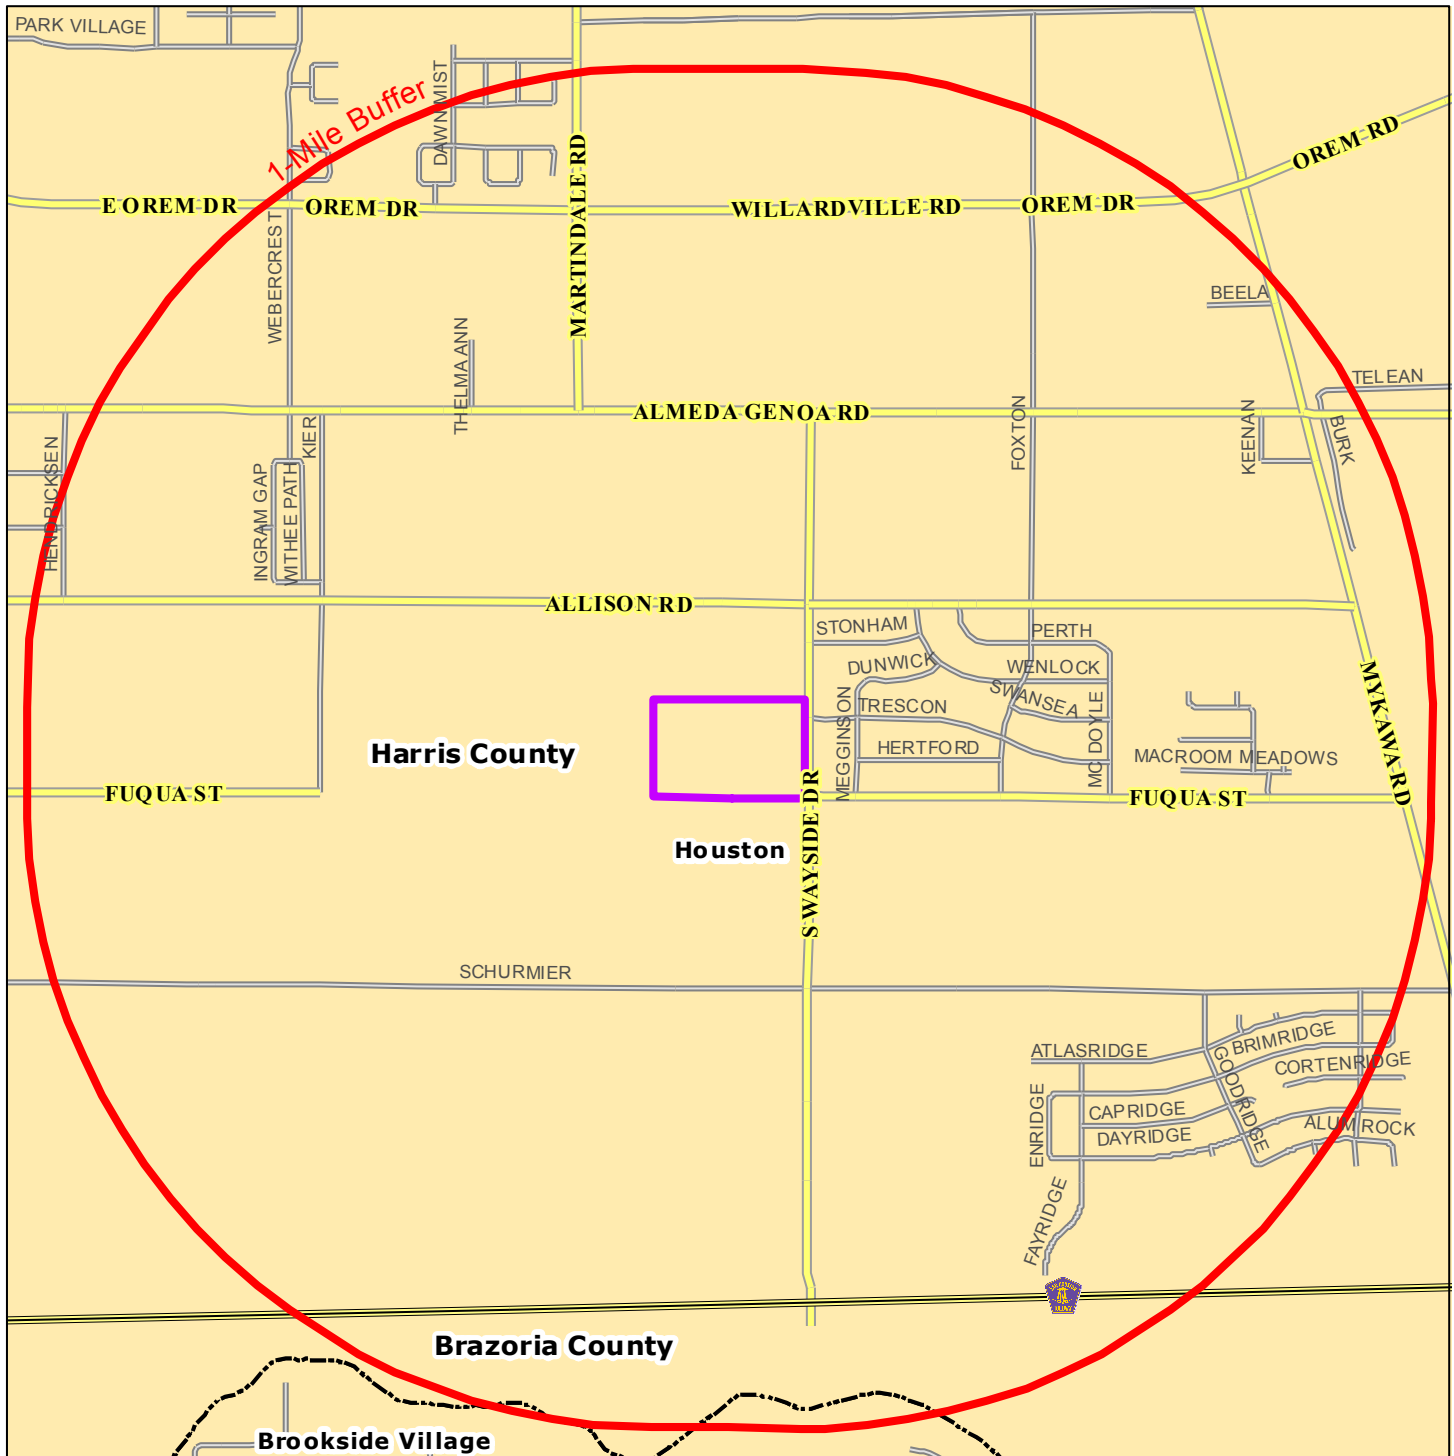 PARK VILLAGE
1-Mile Buffer
DAWN MIST
MARTINDALE RD
OREM RD
E OREM DR
OREM DR
WILLARDVILLE RD
OREM DR
WEBERCREST
BEELA
THELMA ANN
TELEAN
ALMEDA GENOA RD
KIER
FOXTON
KEENAN
BURK
HENDRICKSEN
INGRAM GAP
WITHEE PATH
ALLISON RD
STONHAM
PERTH
DUNWICK
WENLOCK
SWANSEA
TRESCON
MEGGINSON
HERTFORD
MC DOYLE
MYKAWA RD
MACROOM MEADOWS
Harris County
FUQUA ST
FUQUA ST
S WAYSIDE DR
Houston
SCHURMIER
ATLASRIDGE
BRIMRIDGE
GOODRIDGE
CORTENRIDGE
ENRIDGE
CAPRIDGE
DAYRIDGE
ALUM ROCK
FAYRIDGE
Brazoria County
Brookside Village